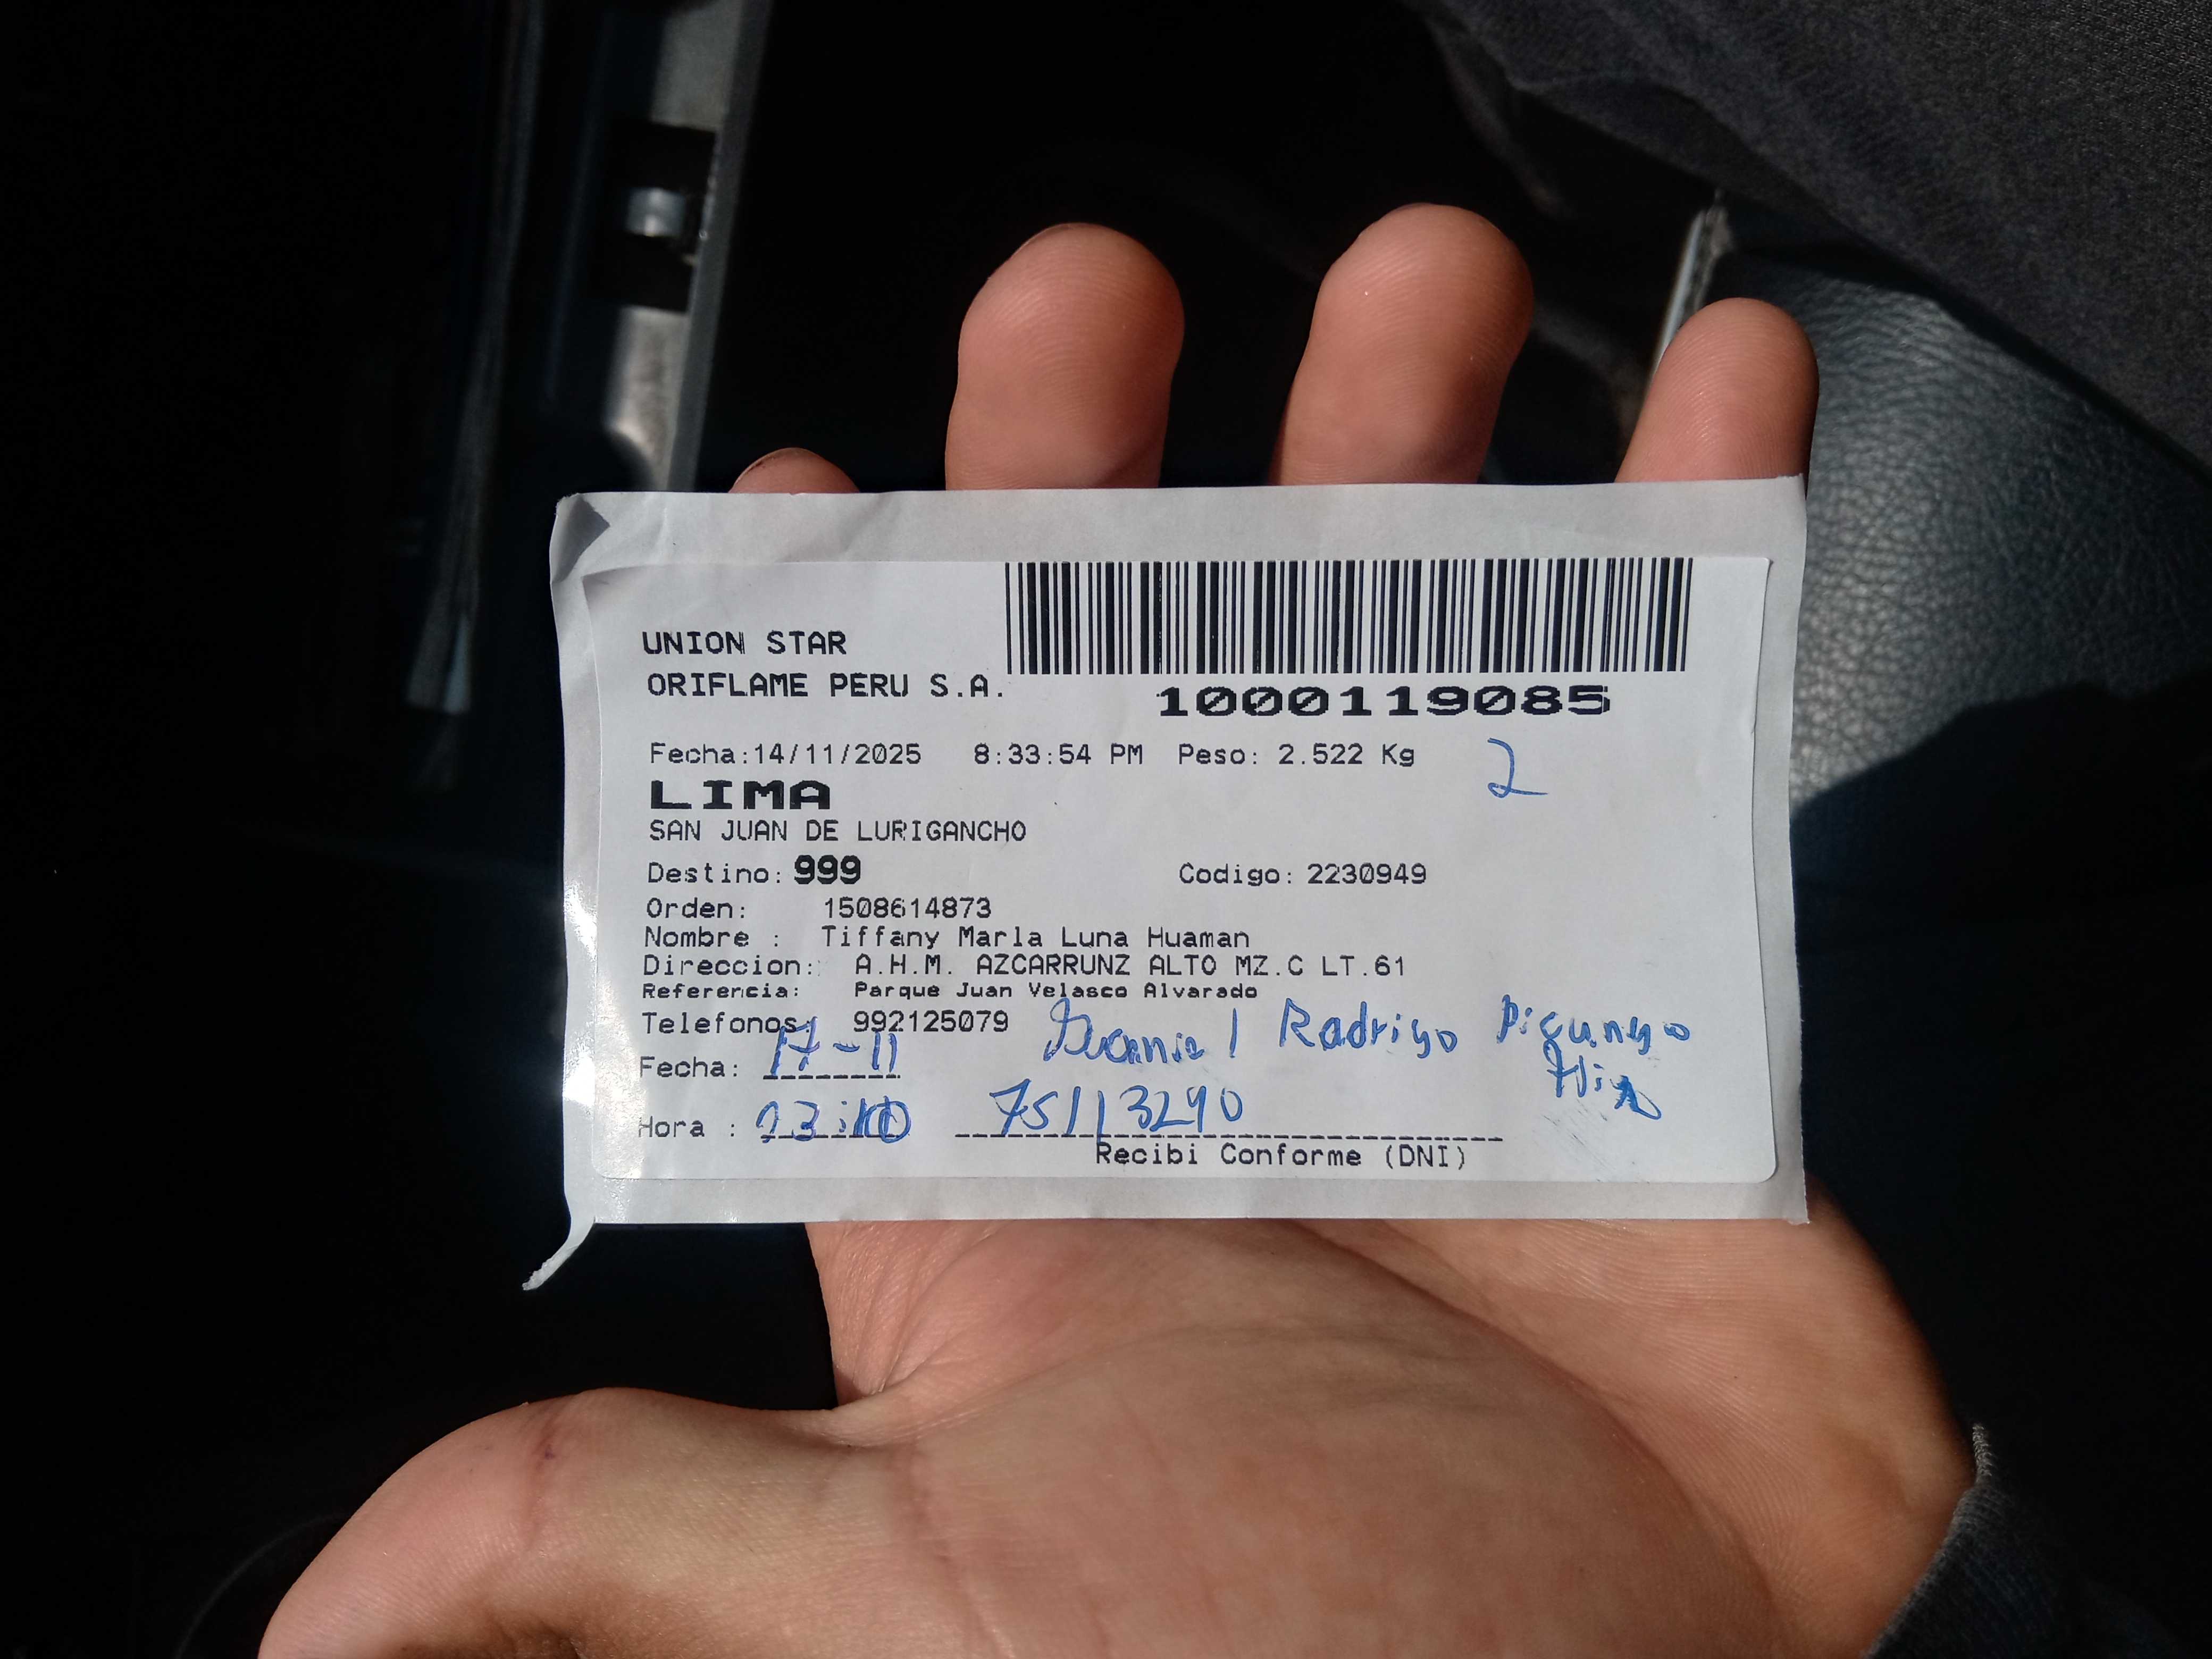 UNION STAR
ORIFLAME PERU S.A.
1000119085
Fecha:14/11/2025 8:33:54 PM Peso: 2.522 Kg 2
LIMA
SAN JUAN DE LURIGANCHO
Destino: 999 Codigo: 2230949
Orden: 1508614873
Nombre : Tiffany Marla Luna Huaman
Direccion: A.H.M. AZCARRUNZ ALTO MZ.C LT.61
Referencia: Parque Juan Velasco Alvarado
Telefonos: 992125079 Rodrigo
Fecha: 17-11
Hora : 75113290
Recibi Conforme (DNI)